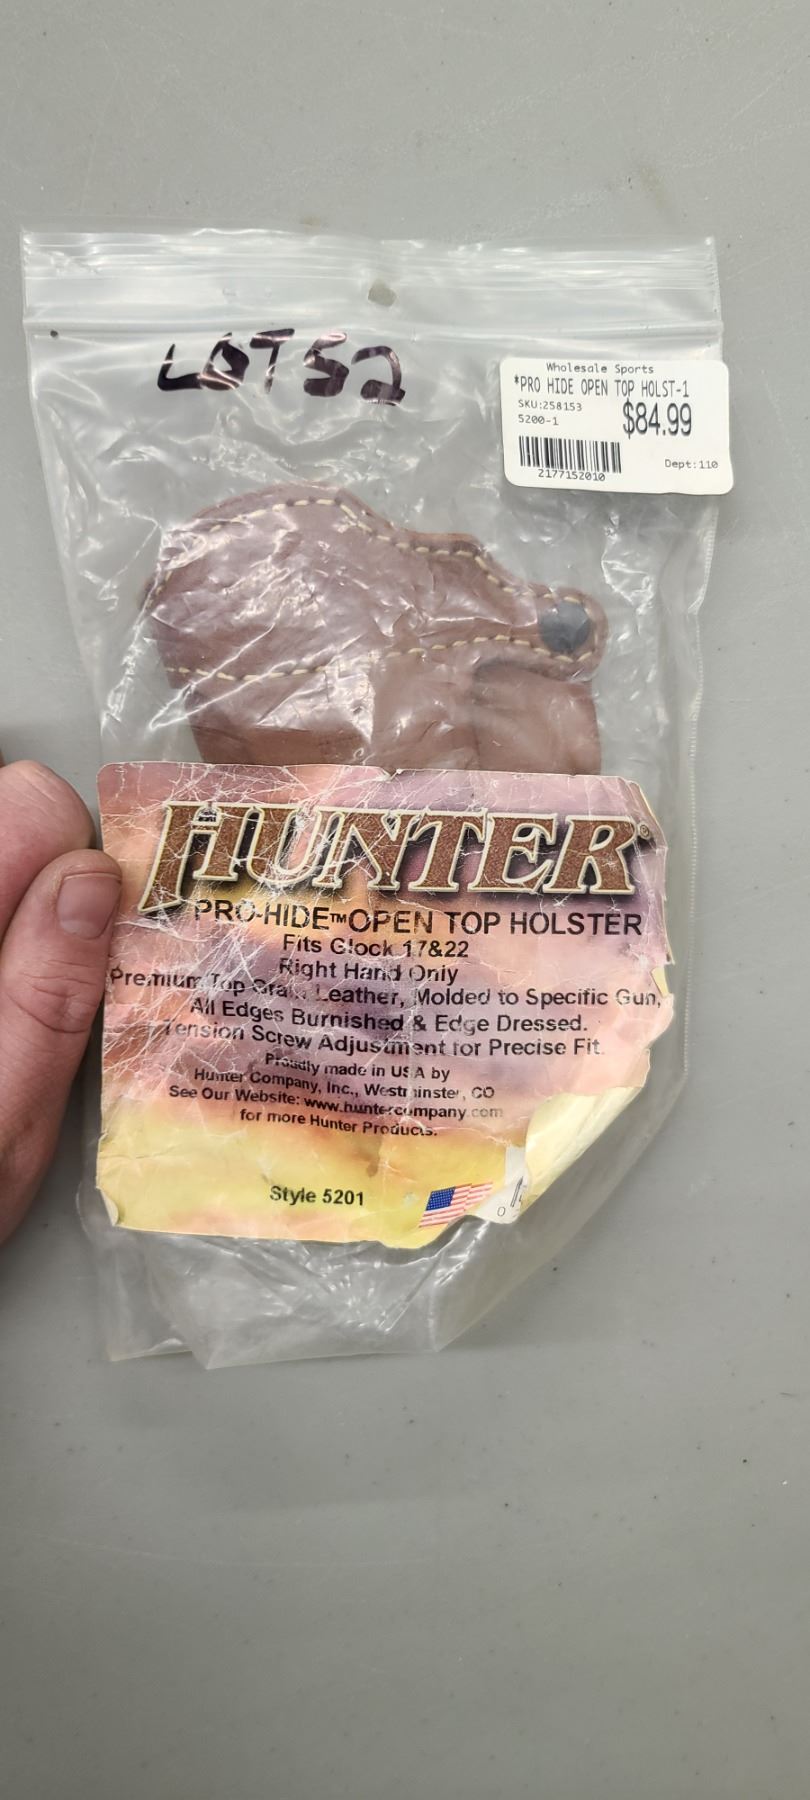 LOT 52
Wholesale Sports
*PRO HIDE OPEN TOP HOLST-1
SKU:258153
5200-1
$84.99
2177152010
Dept:110
HUNTER®
PRO-HIDE™ OPEN TOP HOLSTER
Fits Glock 17&22
Right Hand Only
Premium Top Grain Leather, Molded to Specific Gun,
All Edges Burnished & Edge Dressed.
Tension Screw Adjustment for Precise Fit.
Proudly made in USA by
Hunter Company, Inc., Westminster, CO
See Our Website: www.huntercompany.com
for more Hunter Products.
Style 5201